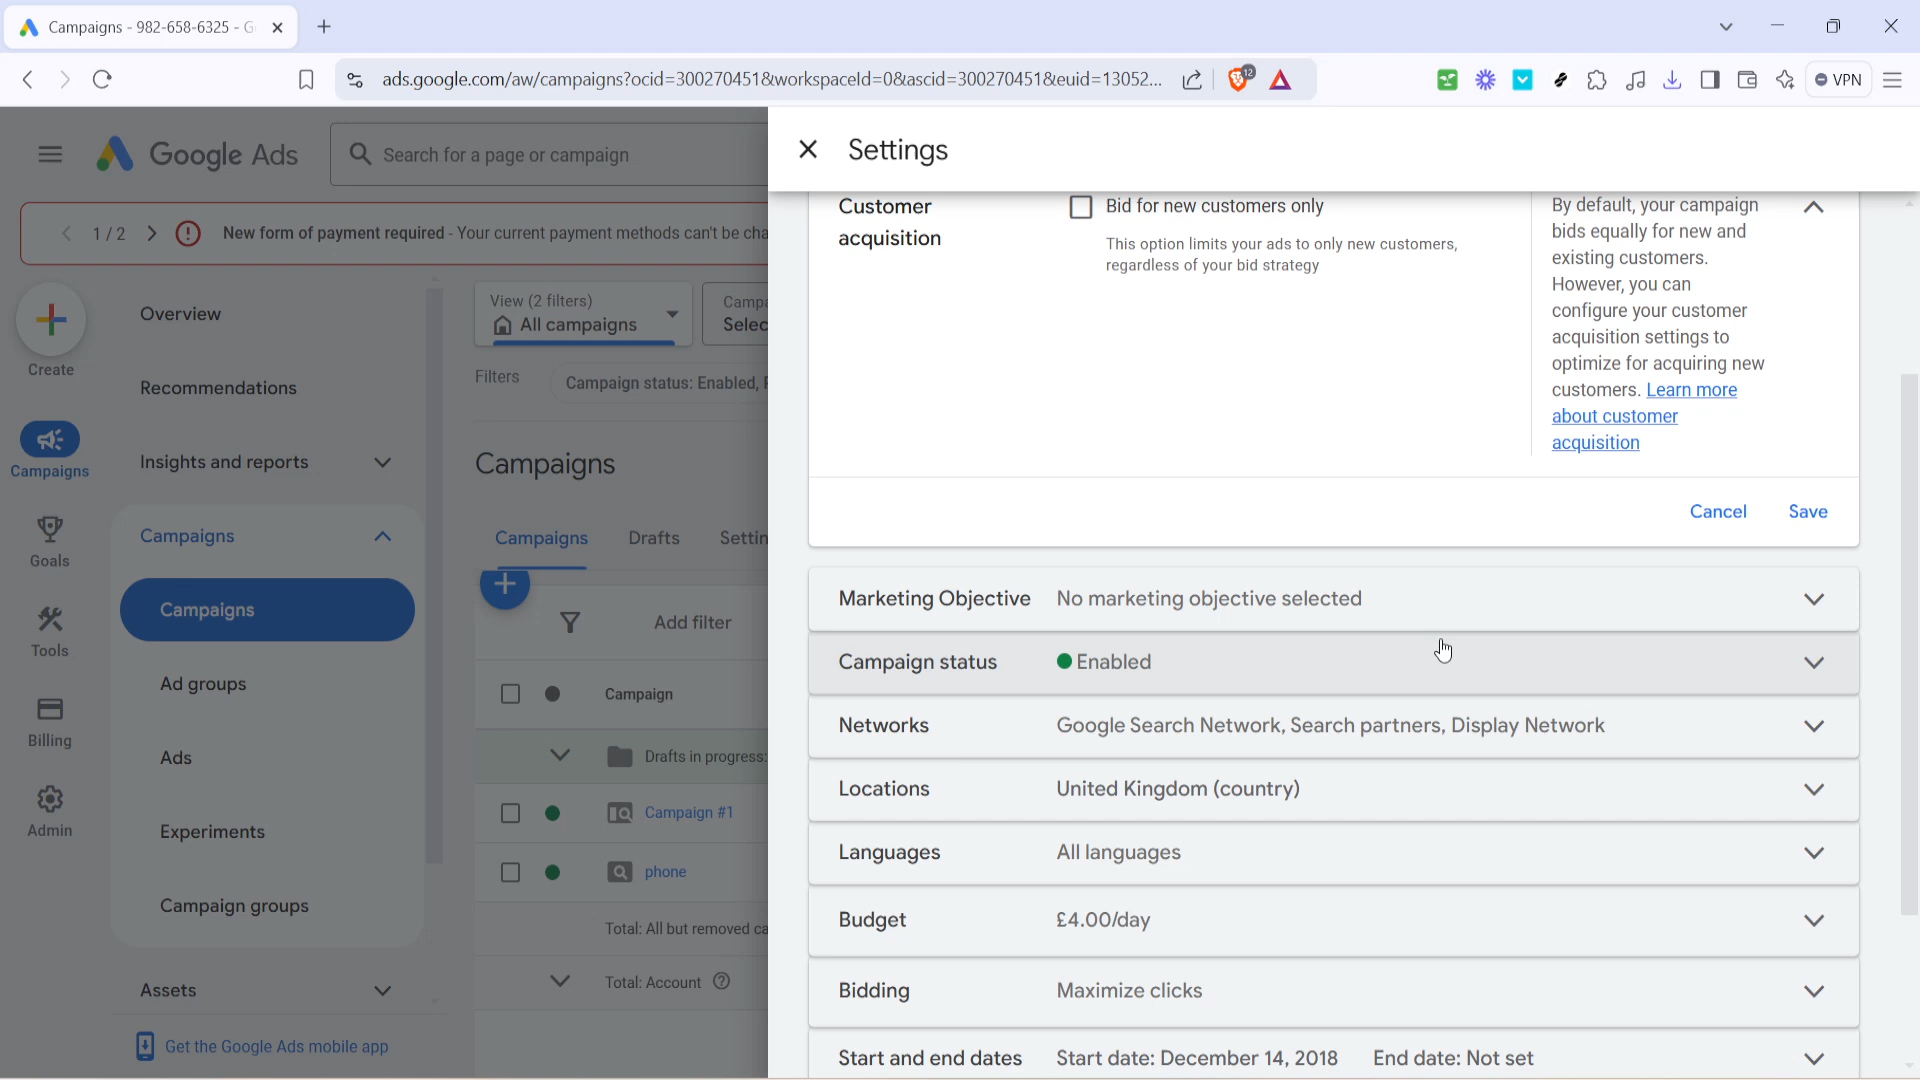 Campaigns - 982-658-6325 - G
ads.google.com/aw/campaigns?ocid=300270451&workspaceId=0&ascid=300270451&euid=13052...
12
VPN
Google Ads
Search for a page or campaign
Settings
1 / 2
New form of payment required - Your current payment methods can't be cha
Create
Campaigns
Goals
Tools
Billing
Admin
Overview
Recommendations
Insights and reports
Campaigns
Campaigns
Ad groups
Ads
Experiments
Campaign groups
Assets
Get the Google Ads mobile app
View (2 filters)
All campaigns
Campa
Selec
Filters
Campaign status: Enabled, P
Campaigns
Campaigns
Drafts
Settin
Add filter
Campaign
Drafts in progress:
Campaign #1
phone
Total: All but removed ca
Total: Account
Customer
acquisition
Bid for new customers only
This option limits your ads to only new customers,
regardless of your bid strategy
By default, your campaign
bids equally for new and
existing customers.
However, you can
configure your customer
acquisition settings to
optimize for acquiring new
customers. Learn more
about customer
acquisition
Cancel
Save
Marketing Objective
No marketing objective selected
Campaign status
Enabled
Networks
Google Search Network, Search partners, Display Network
Locations
United Kingdom (country)
Languages
All languages
Budget
£4.00/day
Bidding
Maximize clicks
Start and end dates
Start date: December 14, 2018
End date: Not set